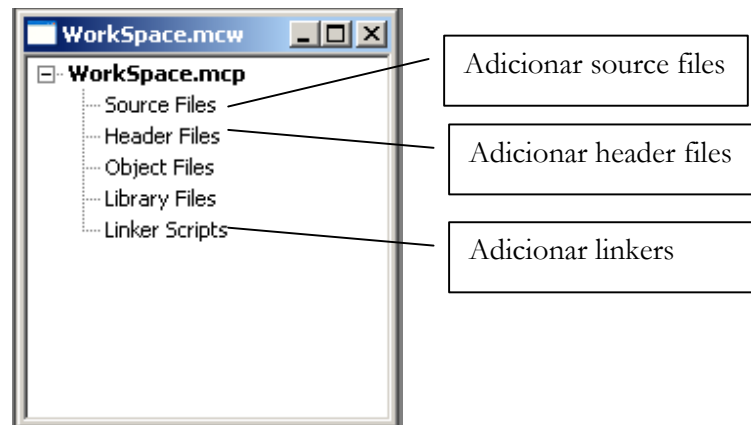 WorkSpace.mcw
WorkSpace.mcp
Source Files
Header Files
Object Files
Library Files
Linker Scripts
Adicionar source files
Adicionar header files
Adicionar linkers